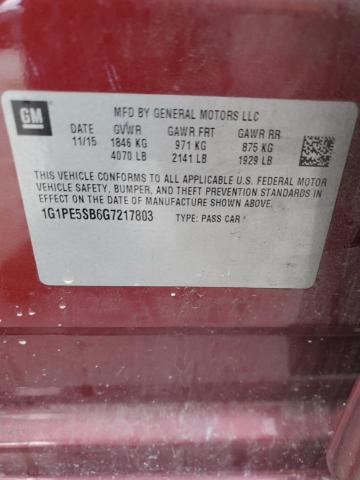 GM
MFD BY GENERAL MOTORS LLC
11/15 GVWR GAWR FRT GAWR RR
1846 KG 971 KG 875 KG
4070 LB 2141 LB 1929 LB
THIS VEHICLE CONFORMS TO ALL APPLICABLE U.S. FEDERAL MOTOR
VEHICLE SAFETY, BUMPER, AND THEFT PREVENTION STANDARDS IN
EFFECT ON THE DATE OF MANUFACTURE SHOWN ABOVE.
1G1PE5SB6G7217803 TYPE: PASS CAR